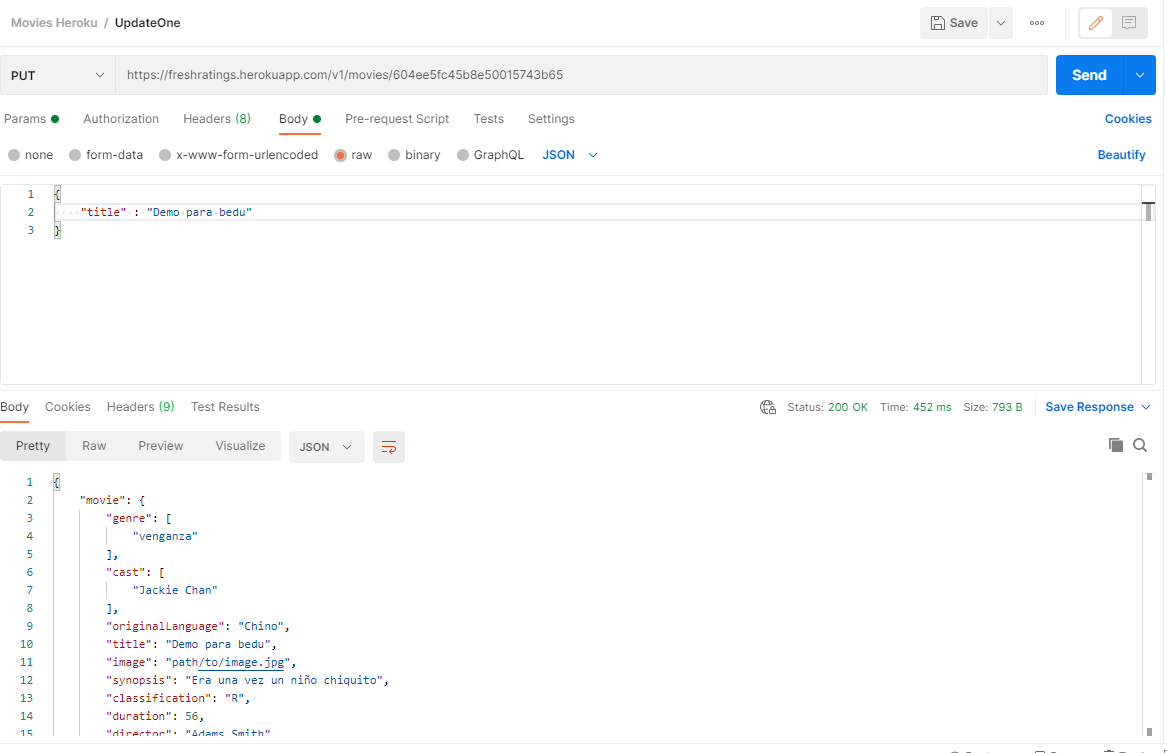 Movies Heroku / UpdateOne
Save
PUT
https://freshratings.herokuapp.com/v1/movies/604ee5fc45b8e50015743b65
Send
Params Authorization Headers (8) Body Pre-request Script Tests Settings Cookies
none form-data x-www-form-urlencoded raw binary GraphQL JSON Beautify
1 {
2 "title" : "Demo para bedu"
3 }
Body Cookies Headers (9) Test Results Status: 200 OK Time: 452 ms Size: 793 B Save Response
Pretty Raw Preview Visualize JSON
1 {
2 "movie": {
3 "genre": [
4 "venganza"
5 ],
6 "cast": [
7 "Jackie Chan"
8 ],
9 "originalLanguage": "Chino",
10 "title": "Demo para bedu",
11 "image": "path/to/image.jpg",
12 "synopsis": "Era una vez un niño chiquito",
13 "classification": "R",
14 "duration": 56,
15 "director": "Adams Smith"